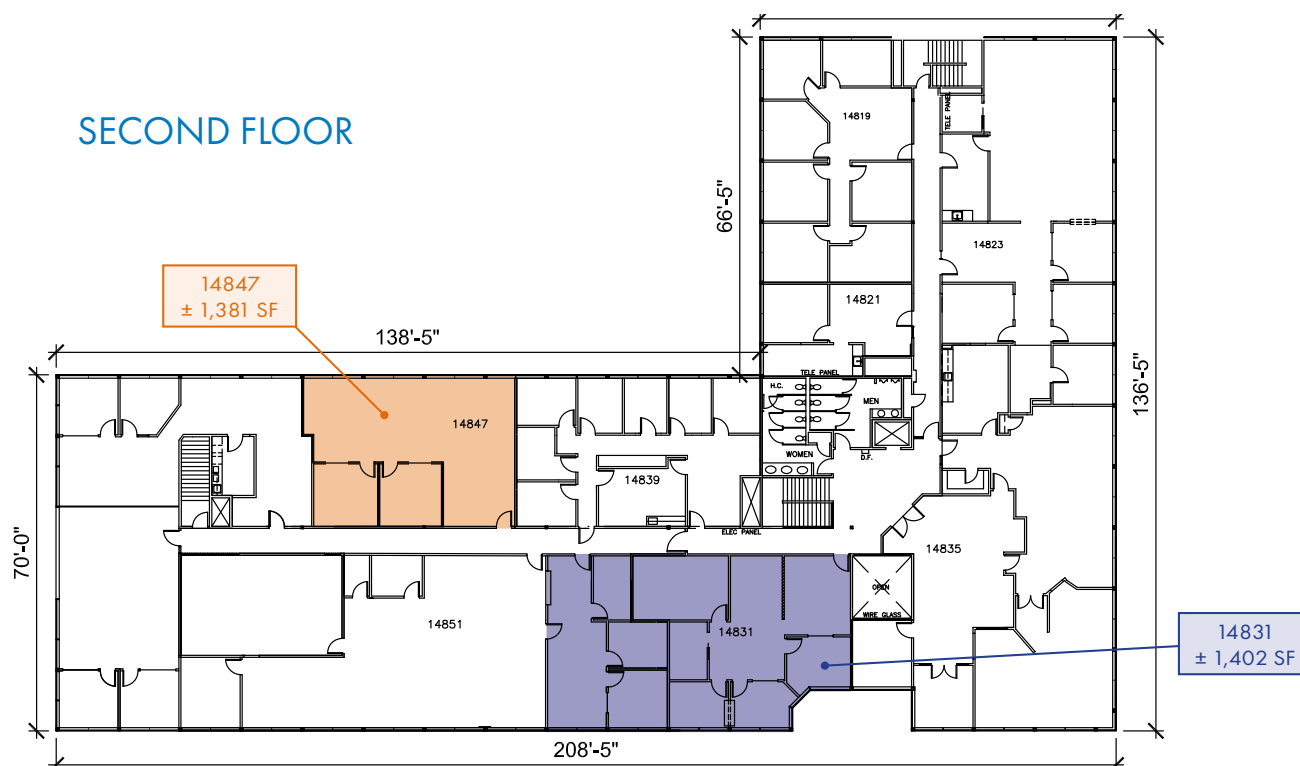 SECOND FLOOR
14819
TELE PANEL
66'-5"
14823
14847
± 1,381 SF
14821
138'-5"
136'-5"
TELE PANEL
H.C.
MEN
14847
WOMEN
D.F.
14839
ELEC PANEL
70'-0"
14835
OPEN
WIRE GLASS
14851
14831
14831
± 1,402 SF
208'-5"